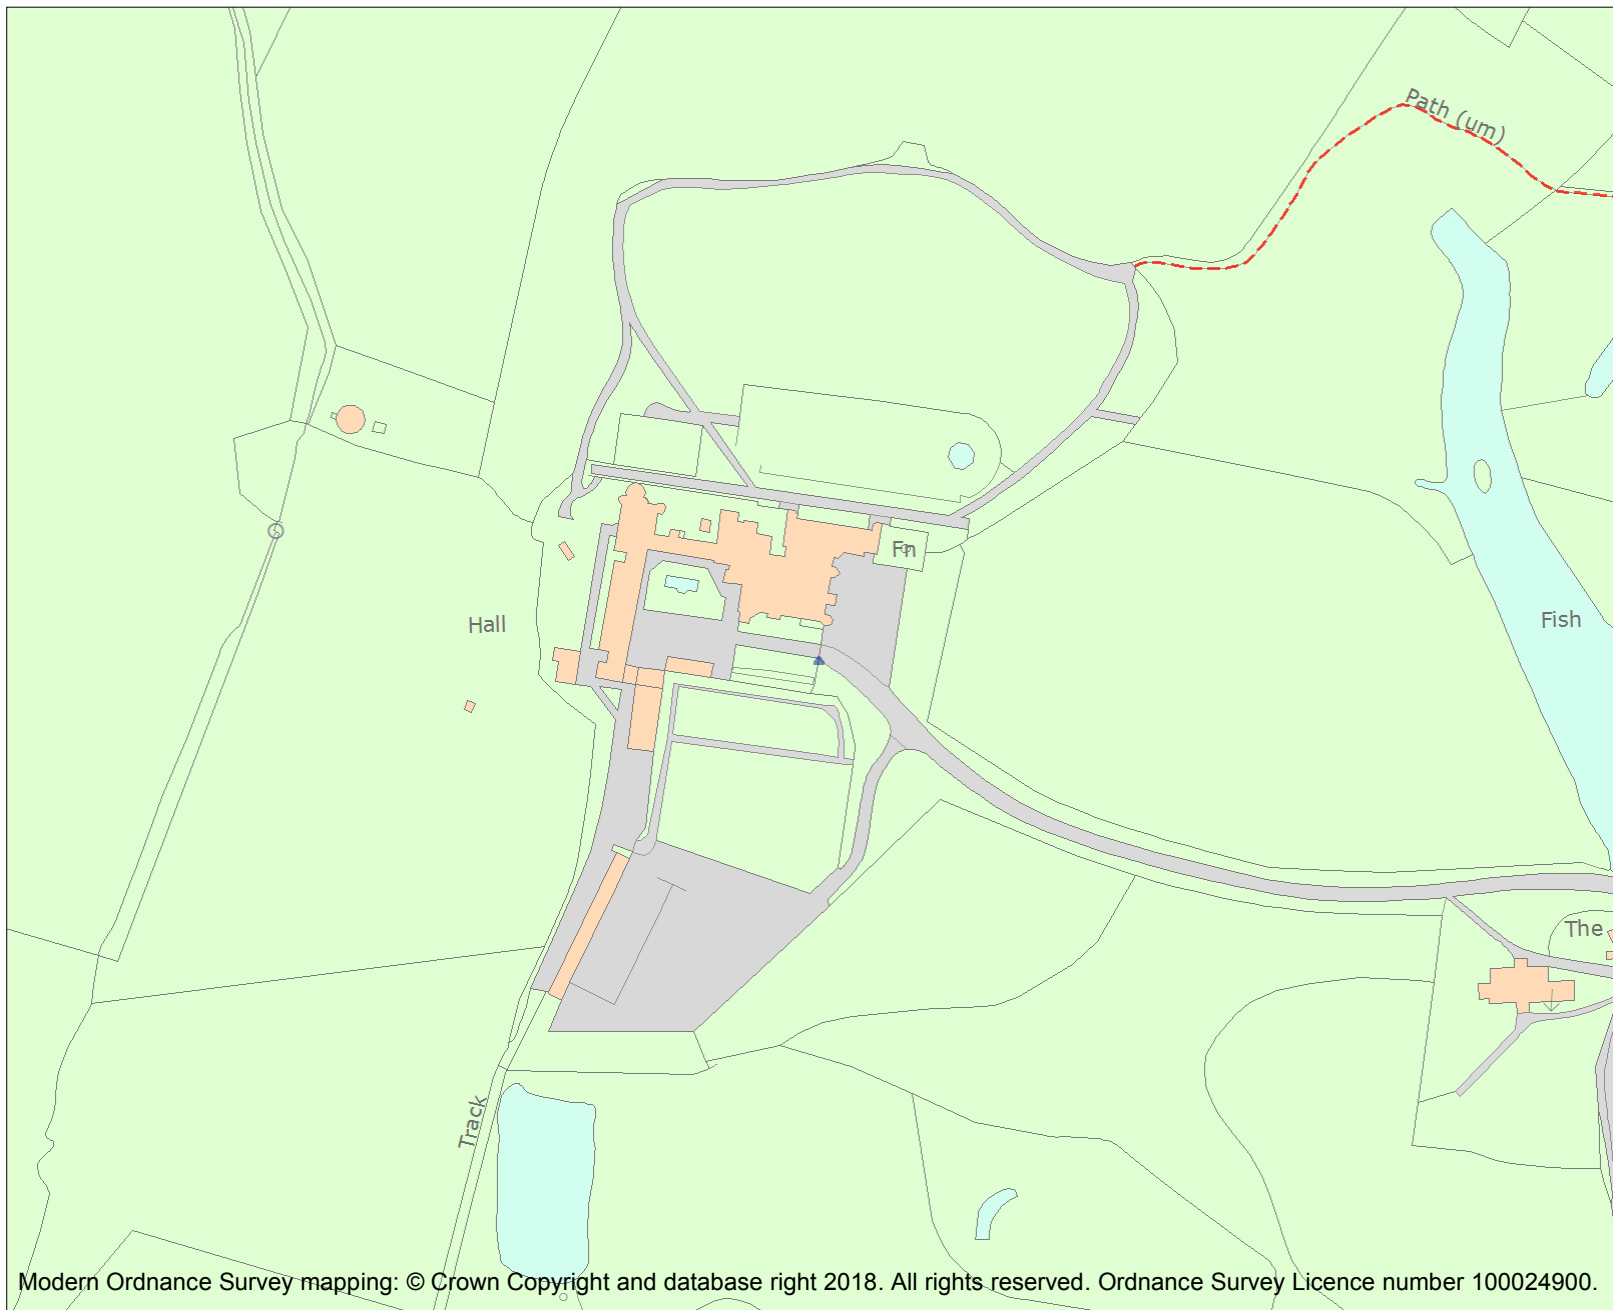 Path (um)
Fn
Hall
Fish
The
Track
Modern Ordnance Survey mapping: © Crown Copyright and database right 2018. All rights reserved. Ordnance Survey Licence number 100024900.